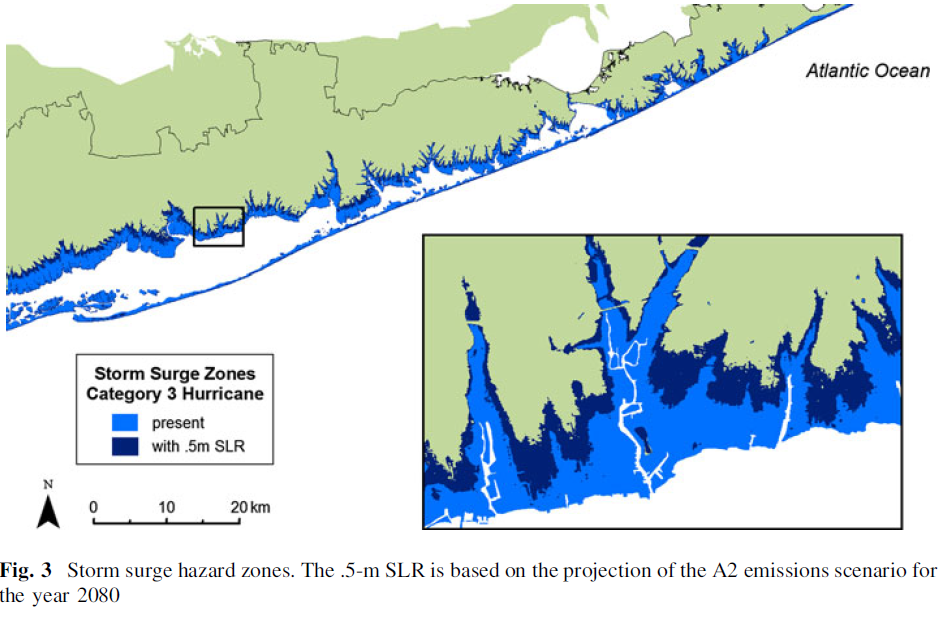 Atlantic Ocean
Storm Surge Zones
Category 3 Hurricane
present
with .5m SLR
N
0 10 20 km
Fig. 3 Storm surge hazard zones. The .5-m SLR is based on the projection of the A2 emissions scenario for
the year 2080